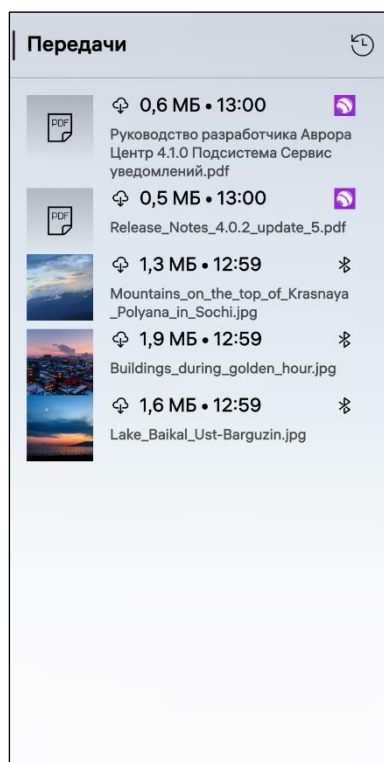 Передачи
PDF
0,6 МБ • 13:00
Руководство разработчика Аврора
Центр 4.1.0 Подсистема Сервис
уведомлений.pdf
PDF
0,5 МБ • 13:00
Release_Notes_4.0.2_update_5.pdf
1,3 МБ • 12:59
Mountains_on_the_top_of_Krasnaya
_Polyana_in_Sochi.jpg
1,9 МБ • 12:59
Buildings_during_golden_hour.jpg
1,6 МБ • 12:59
Lake_Baikal_Ust-Barguzin.jpg